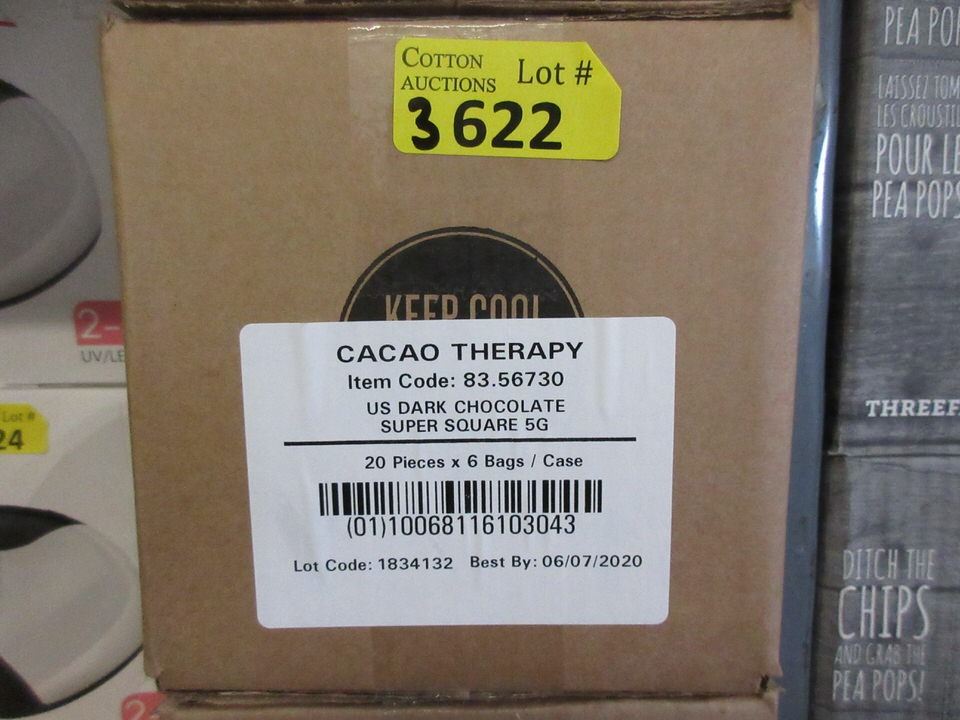 COTTON AUCTIONS Lot #
3622
KEEP COOL
CACAO THERAPY
Item Code: 83.56730
US DARK CHOCOLATE
SUPER SQUARE 5G
20 Pieces x 6 Bags / Case
(01)10068116103043
Lot Code: 1834132 Best By: 06/07/2020
2-
UV/LE
Lot #
24
2
PEA POP
LAISSEZ TOM
LES CROUSTIL
POUR LE
PEA POPS
THREEF
DITCH THE
CHIPS
AND GRAB THE
PEA POPS!